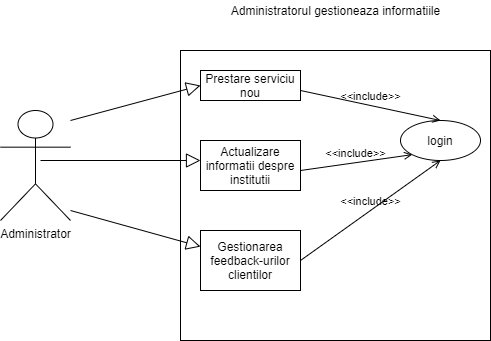 Administratorul gestioneaza informatiile
Prestare serviciu
nou
<<include>>
login
Actualizare
informatii despre
institutii
<<include>>
<<include>>
Administrator
Gestionarea
feedback-urilor
clientilor